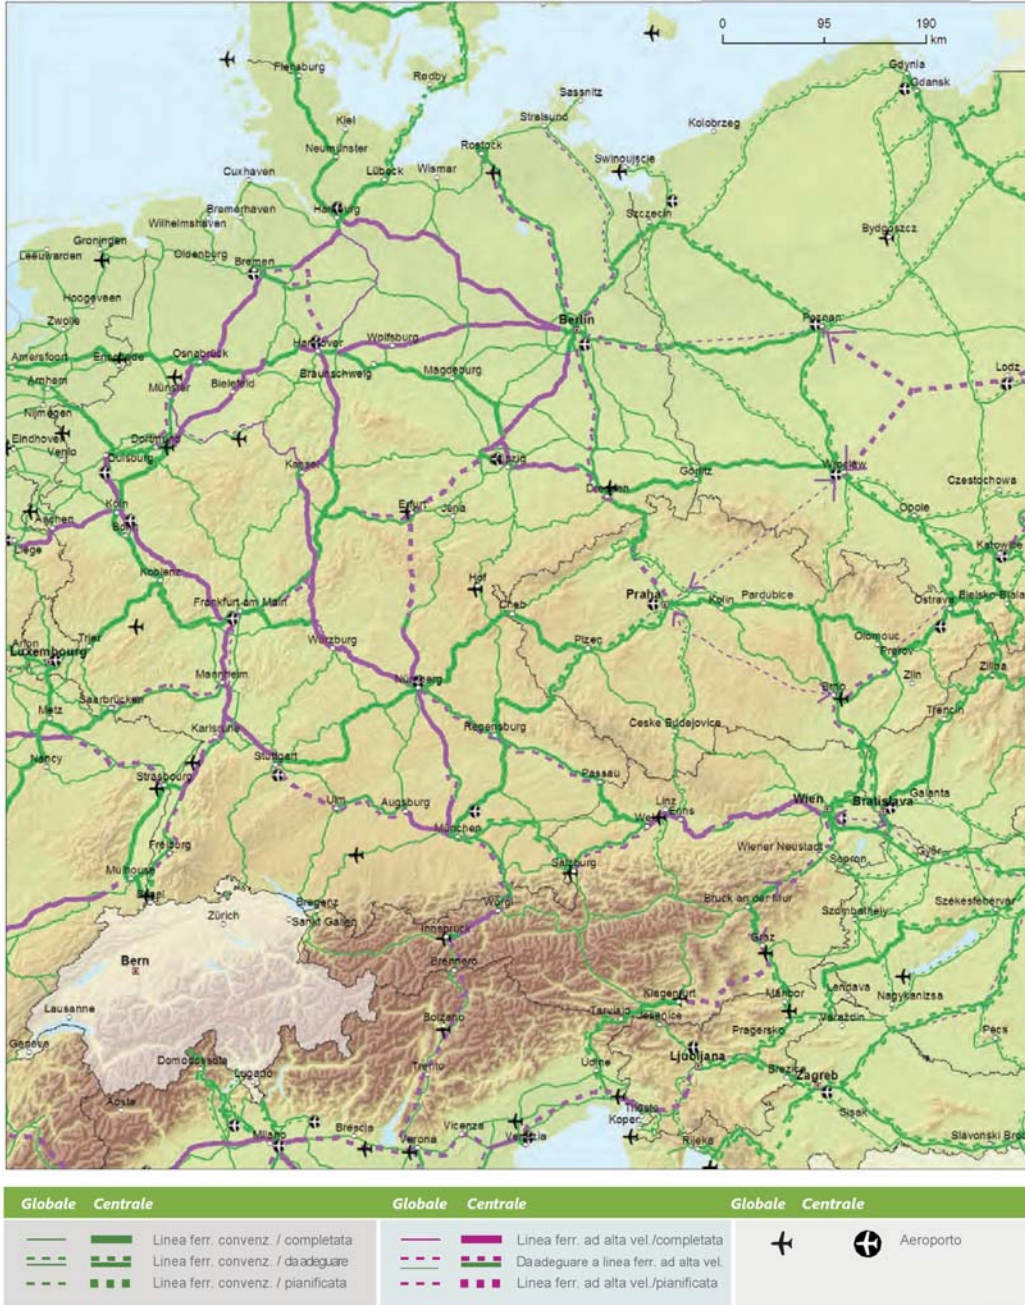 0 95 190
km
Gdynia
Gdansk
Flensburg
Rødby
Sassnitz
Stralsund
Kolobrzeg
Kiel
Neumünster
Rostock
Swinoujscie
Cuxhaven
Lübeck
Wismar
Bremerhaven
Hamburg
Szczecin
Wilhelmshaven
Bydgoszcz
Groningen
Leeuwarden
Oldenburg
Bremen
Hoogeveen
Zwolle
Berlin
Poznan
Wolfsburg
Hannover
Amersfoort
Enschede
Osnabrück
Braunschweig
Magdeburg
Lodz
Arnhem
Münster
Bielefeld
Nijmegen
Eindhoven
Dortmund
Venlo
Duisburg
Kassel
Leipzig
Görlitz
Wroclaw
Czestochowa
Dresden
Köln
Erfurt
Jena
Opole
Aachen
Bonn
Liege
Katowice
Koblenz
Hof
Praha
Kolin
Pardubice
Ostrava
Bielsko-Biala
Frankfurt am Main
Cheb
Arlon
Trier
Luxembourg
Würzburg
Plzec
Olomouc
Prerov
Zilina
Mannheim
Nürnberg
Brno
Zlin
Saarbrücken
Metz
Trencin
Karlsruhe
Regensburg
Ceske Budejovice
Nancy
Stuttgart
Strasbourg
Passau
Galanta
Ulm
Augsburg
München
Linz
Enns
Wels
Wien
Bratislava
Freiburg
Wiener Neustadt
Sopron
Györ
Mulhouse
Salzburg
Basel
Bregenz
Sankt Gallen
Zürich
Wörgl
Bruck an der Mur
Szombathely
Székesfehérvár
Innsbruck
Bern
Brennero
Graz
Lausanne
Klagenfurt
Maribor
Lendava
Nagykanizsa
Geneve
Bolzano
Tarvisio
Jesenice
Pragersko
Varaždin
Pécs
Domodossola
Lugano
Trento
Udine
Ljubljana
Brezice
Zagreb
Aosta
Trieste
Koper
Sisak
Milano
Brescia
Verona
Vicenza
Venezia
Rijeka
Slavonski Brod
Globale Centrale
Linea ferr. convenz. / completata
Linea ferr. convenz. / da adeguare
Linea ferr. convenz. / pianificata
Globale Centrale
Linea ferr. ad alta vel./completata
Da adeguare a linea ferr. ad alta vel.
Linea ferr. ad alta vel./pianificata
Globale Centrale
Aeroporto